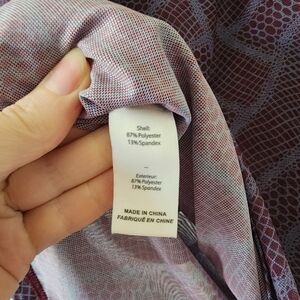 Shell:
87% Polyester
13% Spandex
–
Exterieur:
87% Polyester
13% Spandex
MADE IN CHINA
FABRIQUÉ EN CHINE